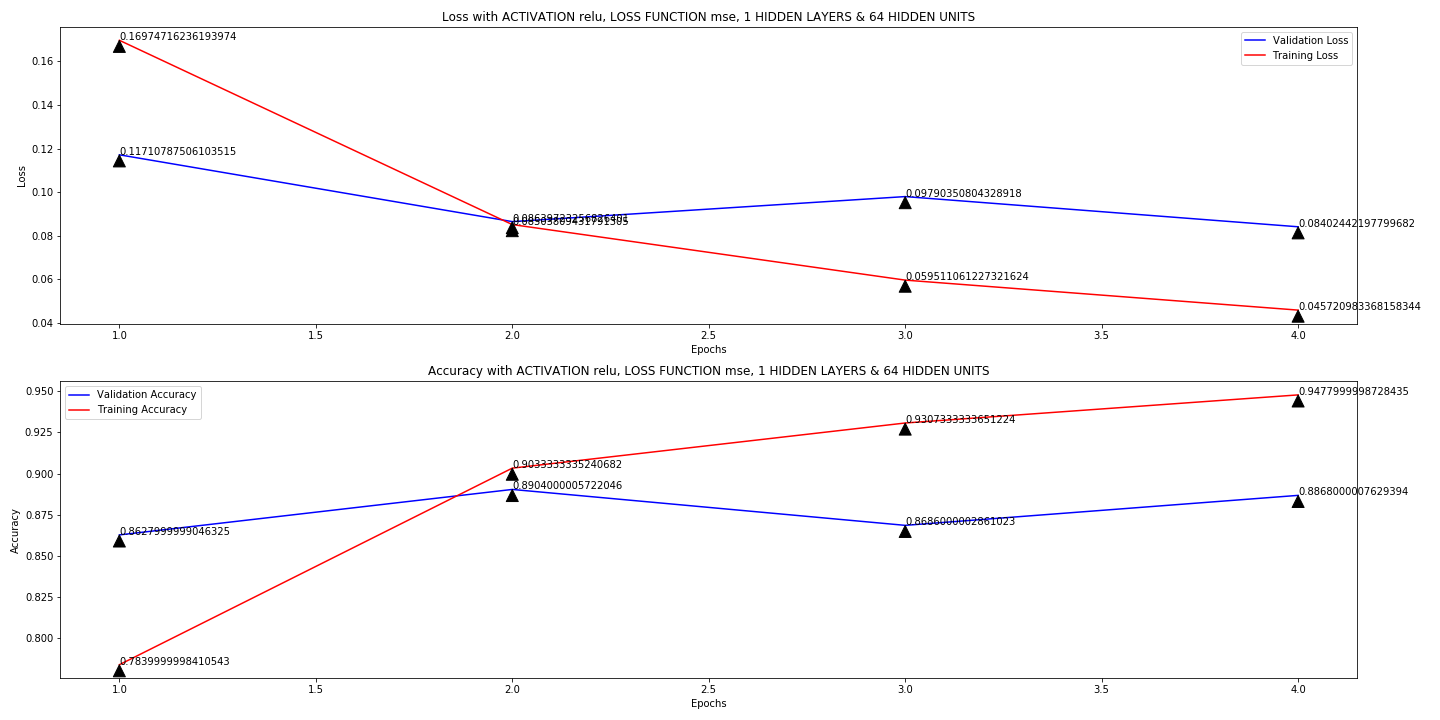 Loss with ACTIVATION relu, LOSS FUNCTION mse, 1 HIDDEN LAYERS & 64 HIDDEN UNITS
0.16974716236193974
Validation Loss
Training Loss
0.16
0.14
0.12
0.11710787506103515
Loss
0.10
0.09790350804328918
0.08402442197799682
0.08
0.059511061227321624
0.06
0.045720983368158344
0.04
1.0 1.5 2.0 2.5 3.0 3.5 4.0
Epochs
Accuracy with ACTIVATION relu, LOSS FUNCTION mse, 1 HIDDEN LAYERS & 64 HIDDEN UNITS
0.950
0.9477999998728435
Validation Accuracy
Training Accuracy
0.9307333333651224
0.925
0.9033333335240682
0.900
0.8904000005722046
0.8868000007629394
0.875
0.8686000002861023
0.8627999999046325
Accuracy
0.850
0.825
0.800
0.7839999998410543
1.0 1.5 2.0 2.5 3.0 3.5 4.0
Epochs